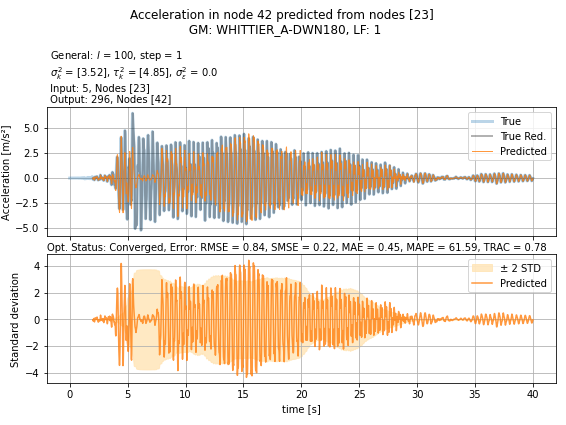 Acceleration in node 42 predicted from nodes [23]
GM: WHITTIER_A-DWN180, LF: 1
General: l = 100, step = 1
σ²ₖ = [3.52], τ²ₖ = [4.85], σ²ε = 0.0
Input: 5, Nodes [23]
Output: 296, Nodes [42]
Acceleration [m/s²]
5.0
2.5
0.0
−2.5
−5.0
True
True Red.
Predicted
Opt. Status: Converged, Error: RMSE = 0.84, SMSE = 0.22, MAE = 0.45, MAPE = 61.59, TRAC = 0.78
Standard deviation
4
2
0
−2
−4
± 2 STD
Predicted
0 5 10 15 20 25 30 35 40
time [s]